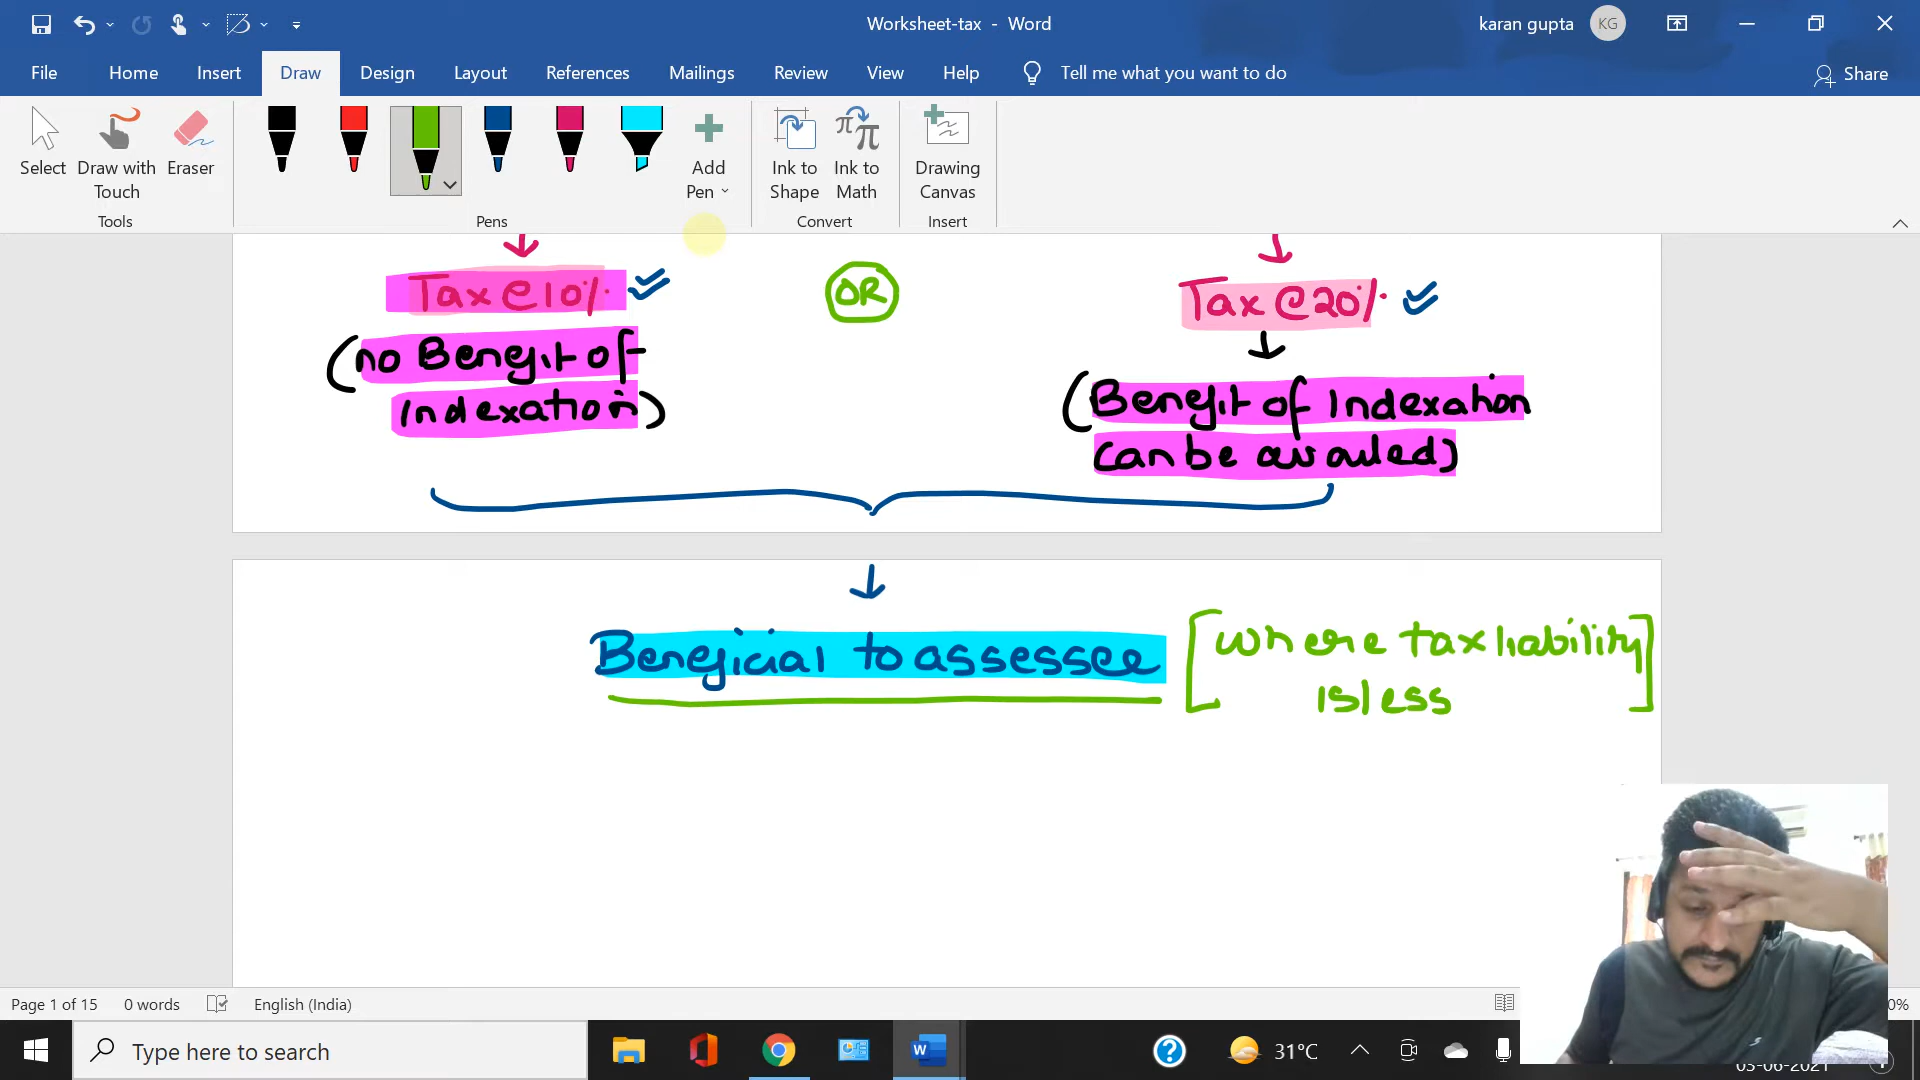 Worksheet-tax - Word
karan gupta
KG
File
Home
Insert
Draw
Design
Layout
References
Mailings
Review
View
Help
Tell me what you want to do
Share
Select
Draw with
Touch
Eraser
Add
Pen
Ink to
Shape
Ink to
Math
Drawing
Canvas
Tools
Pens
Convert
Insert
Tax @ 10%
OR
Tax @ 20%
(no Benefit of
Indexation)
(Benefit of Indexation
can be availed)
Beneficial to assessee
[where tax liability
is less]
Page 1 of 15
0 words
English (India)
0%
Type here to search
31°C
03-06-2021